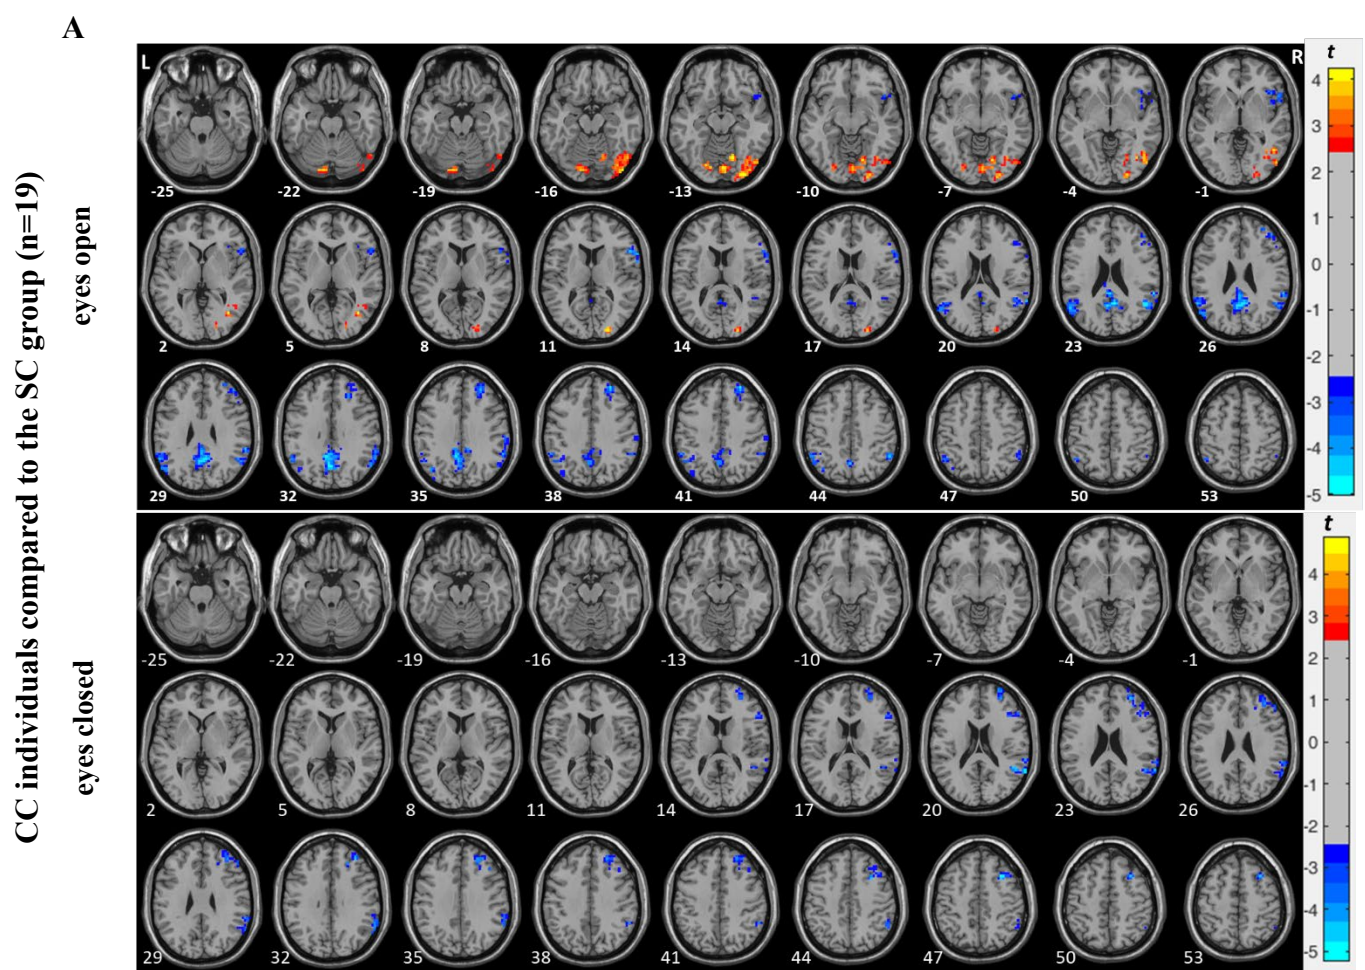 A
CC individuals compared to the SC group (n=19)
eyes open
L
R
t
-25 -22 -19 -16 -13 -10 -7 -4 -1
2 5 8 11 14 17 20 23 26
29 32 35 38 41 44 47 50 53
4
3
2
1
0
-1
-2
-3
-4
-5
eyes closed
t
-25 -22 -19 -16 -13 -10 -7 -4 -1
2 5 8 11 14 17 20 23 26
29 32 35 38 41 44 47 50 53
4
3
2
1
0
-1
-2
-3
-4
-5